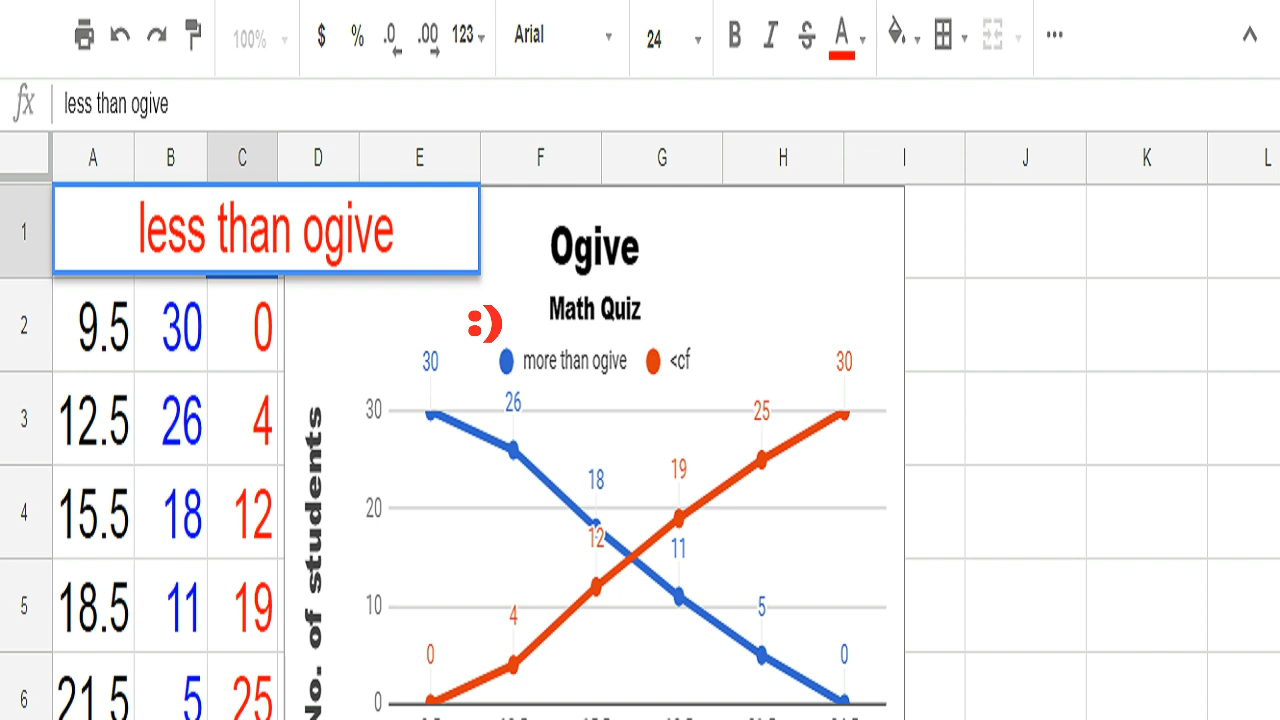 100% $ % .0 .00 123 Arial 24 B I S A ...
fx less than ogive
A B C D E F G H I J K L
1 less than ogive
2 9.5 30 0
3 12.5 26 4
4 15.5 18 12
5 18.5 11 19
6 21.5 5 25
Ogive
Math Quiz
:)
more than ogive <cf
No. of students
30
20
10
0
30 26 18 11 5 0
0 4 12 19 25 30